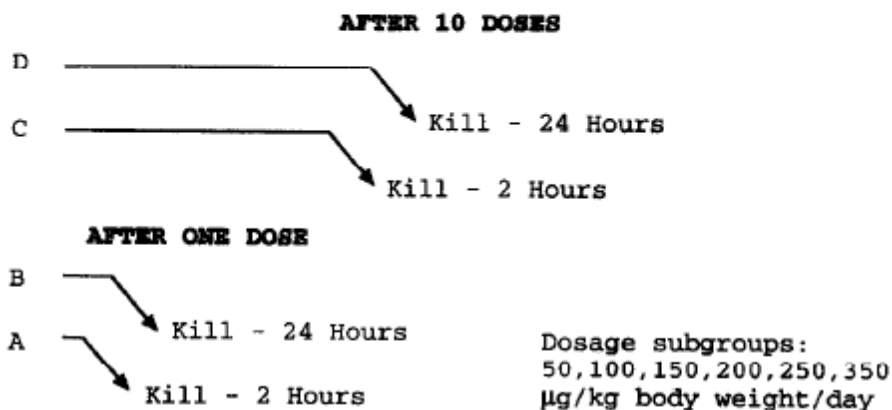 AFTER 10 DOSES
D
Kill - 24 Hours
C
Kill - 2 Hours
AFTER ONE DOSE
B
Kill - 24 Hours
A
Kill - 2 Hours
Dosage subgroups:
50,100,150,200,250,350
µg/kg body weight/day